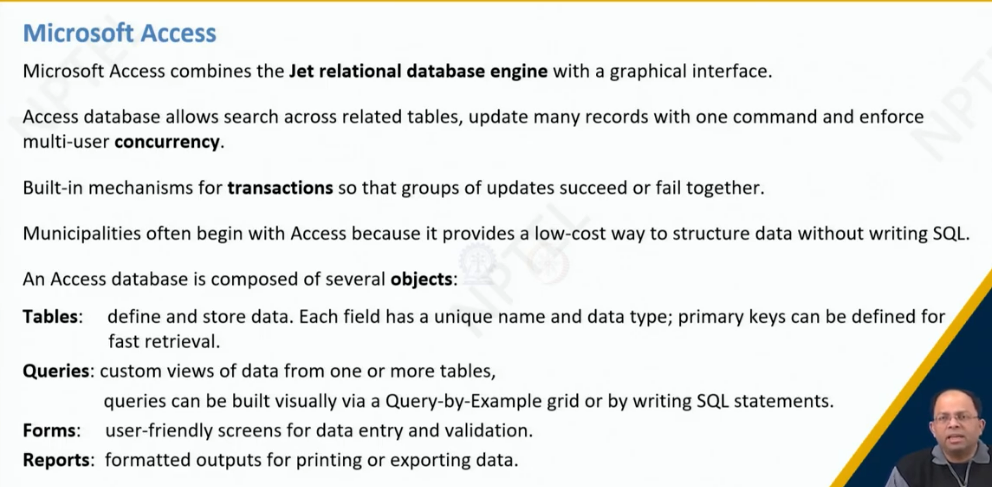 Microsoft Access
Microsoft Access combines the Jet relational database engine with a graphical interface.
Access database allows search across related tables, update many records with one command and enforce
multi-user concurrency.
Built-in mechanisms for transactions so that groups of updates succeed or fail together.
Municipalities often begin with Access because it provides a low-cost way to structure data without writing SQL.
An Access database is composed of several objects:
Tables: define and store data. Each field has a unique name and data type; primary keys can be defined for
fast retrieval.
Queries: custom views of data from one or more tables,
queries can be built visually via a Query-by-Example grid or by writing SQL statements.
Forms: user-friendly screens for data entry and validation.
Reports: formatted outputs for printing or exporting data.
NPTEL
NPTEL
NPTE